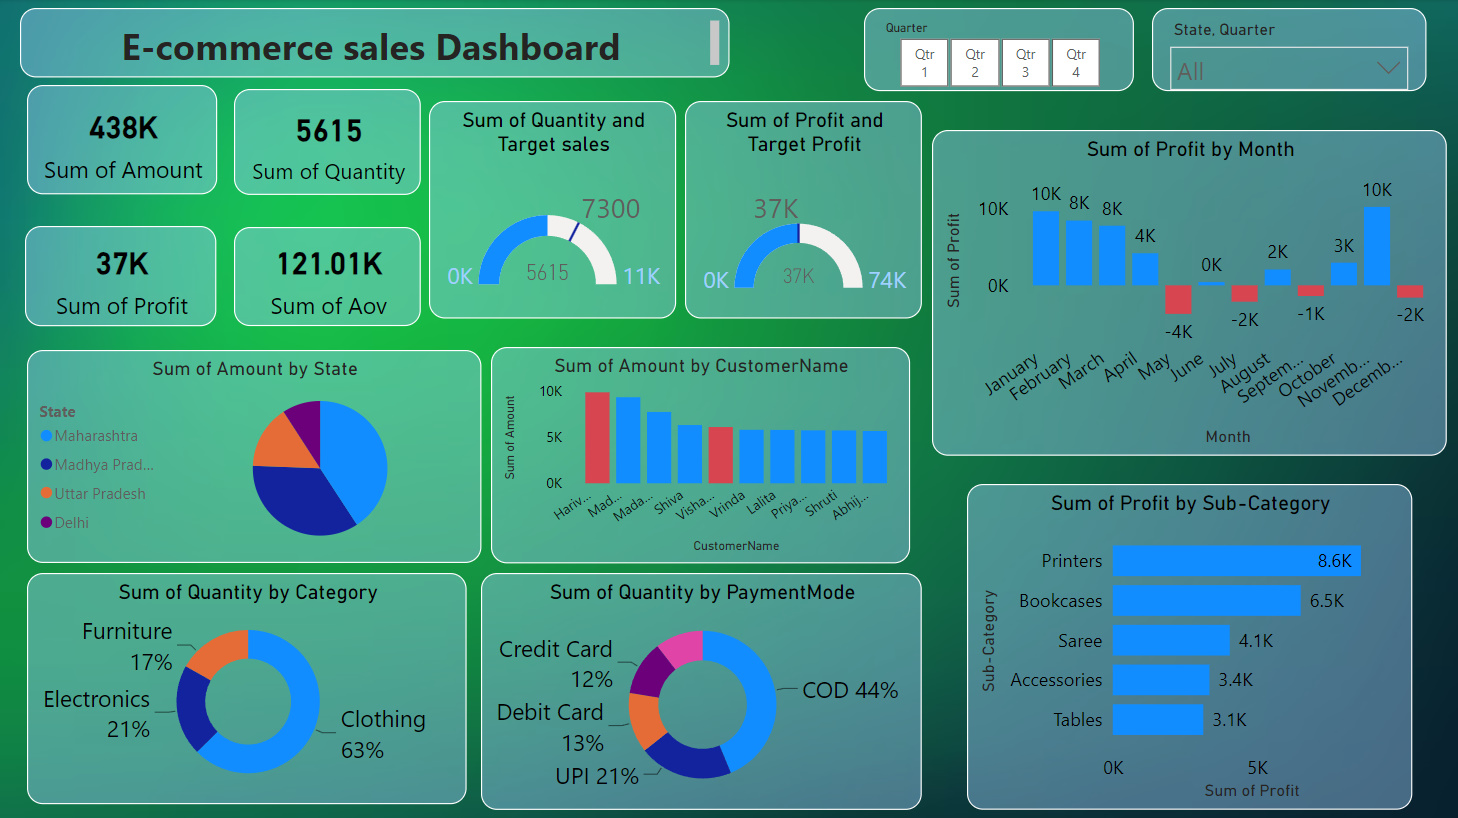 E-commerce sales Dashboard
Quarter
Qtr
1
Qtr
2
Qtr
3
Qtr
4
State, Quarter
All
438K
Sum of Amount
5615
Sum of Quantity
37K
Sum of Profit
121.01K
Sum of Aov
Sum of Quantity and
Target sales
7300
0K
5615
11K
Sum of Profit and
Target Profit
37K
0K
37K
74K
Sum of Profit by Month
Sum of Profit
10K
0K
10K
8K
8K
4K
-4K
0K
-2K
2K
-1K
3K
10K
-2K
January
February
March
April
May
June
July
August
Septem...
October
Novemb...
Decemb...
Month
Sum of Amount by State
State
Maharashtra
Madhya Prad...
Uttar Pradesh
Delhi
Sum of Amount by CustomerName
Sum of Amount
10K
5K
0K
Hariv...
Mad...
Mada...
Shiva
Visha...
Vrinda
Lalita
Priya...
Shruti
Abhij...
CustomerName
Sum of Quantity by Category
Furniture
17%
Electronics
21%
Clothing
63%
Sum of Quantity by PaymentMode
Credit Card
12%
Debit Card
13%
UPI 21%
COD 44%
Sum of Profit by Sub-Category
Sub-Category
Printers
8.6K
Bookcases
6.5K
Saree
4.1K
Accessories
3.4K
Tables
3.1K
0K
5K
Sum of Profit